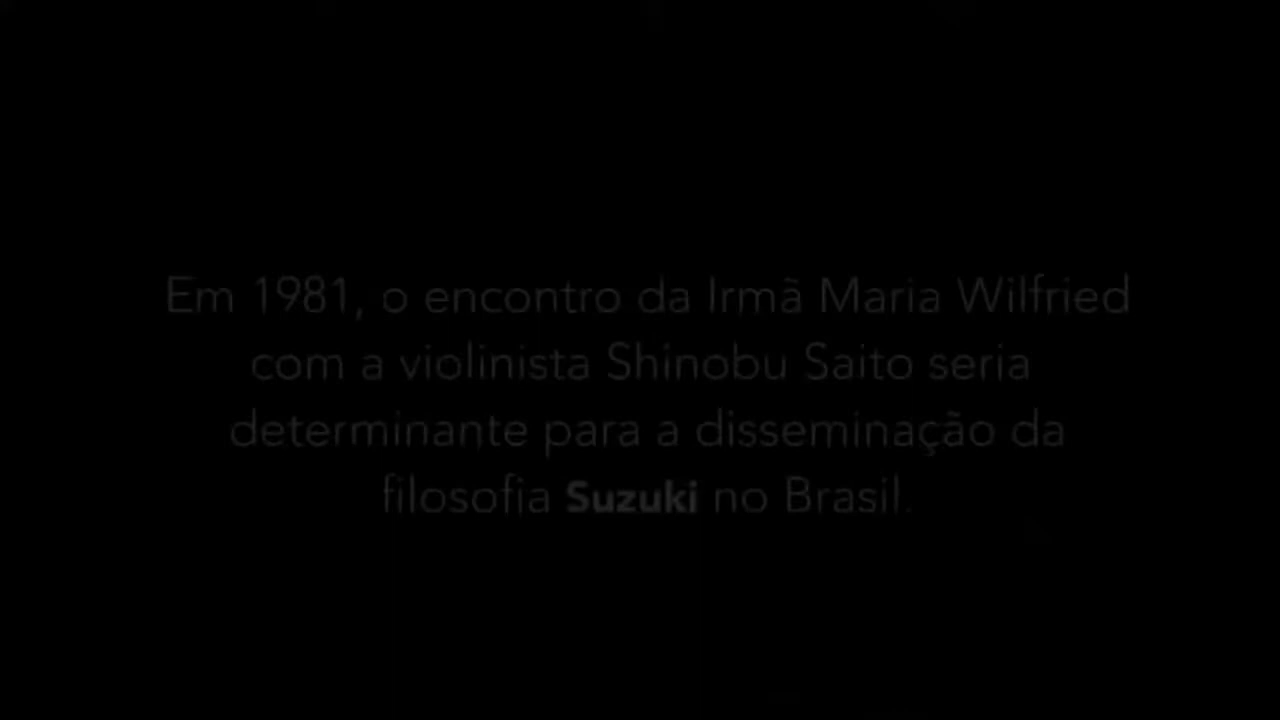 Em 1981, o encontro da Irmã Maria Wilfried
com a violinista Shinobu Saito seria
determinante para a disseminação da
filosofia Suzuki no Brasil.